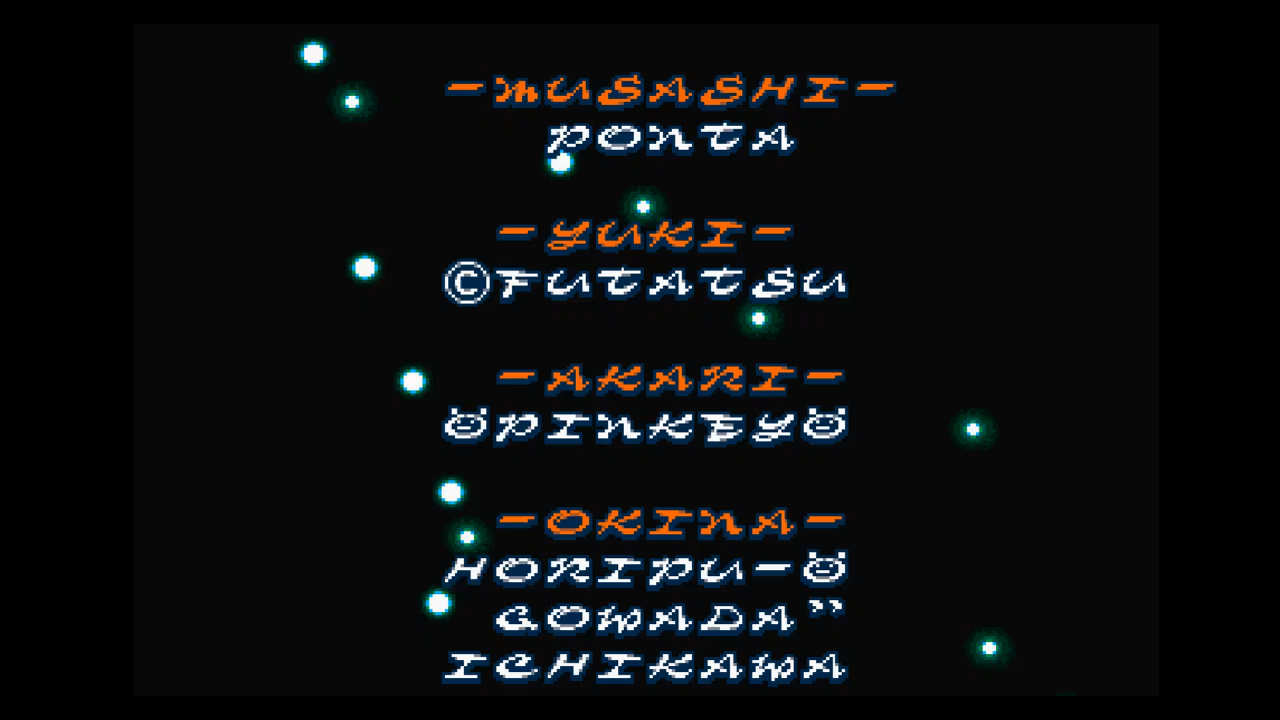 -MUSASHI-
PONTA
-YUKI-
©FUTATSU
-AKARI-
PINKEY
-OKINA-
HORIPU-
GOWADA"
ICHIKAWA